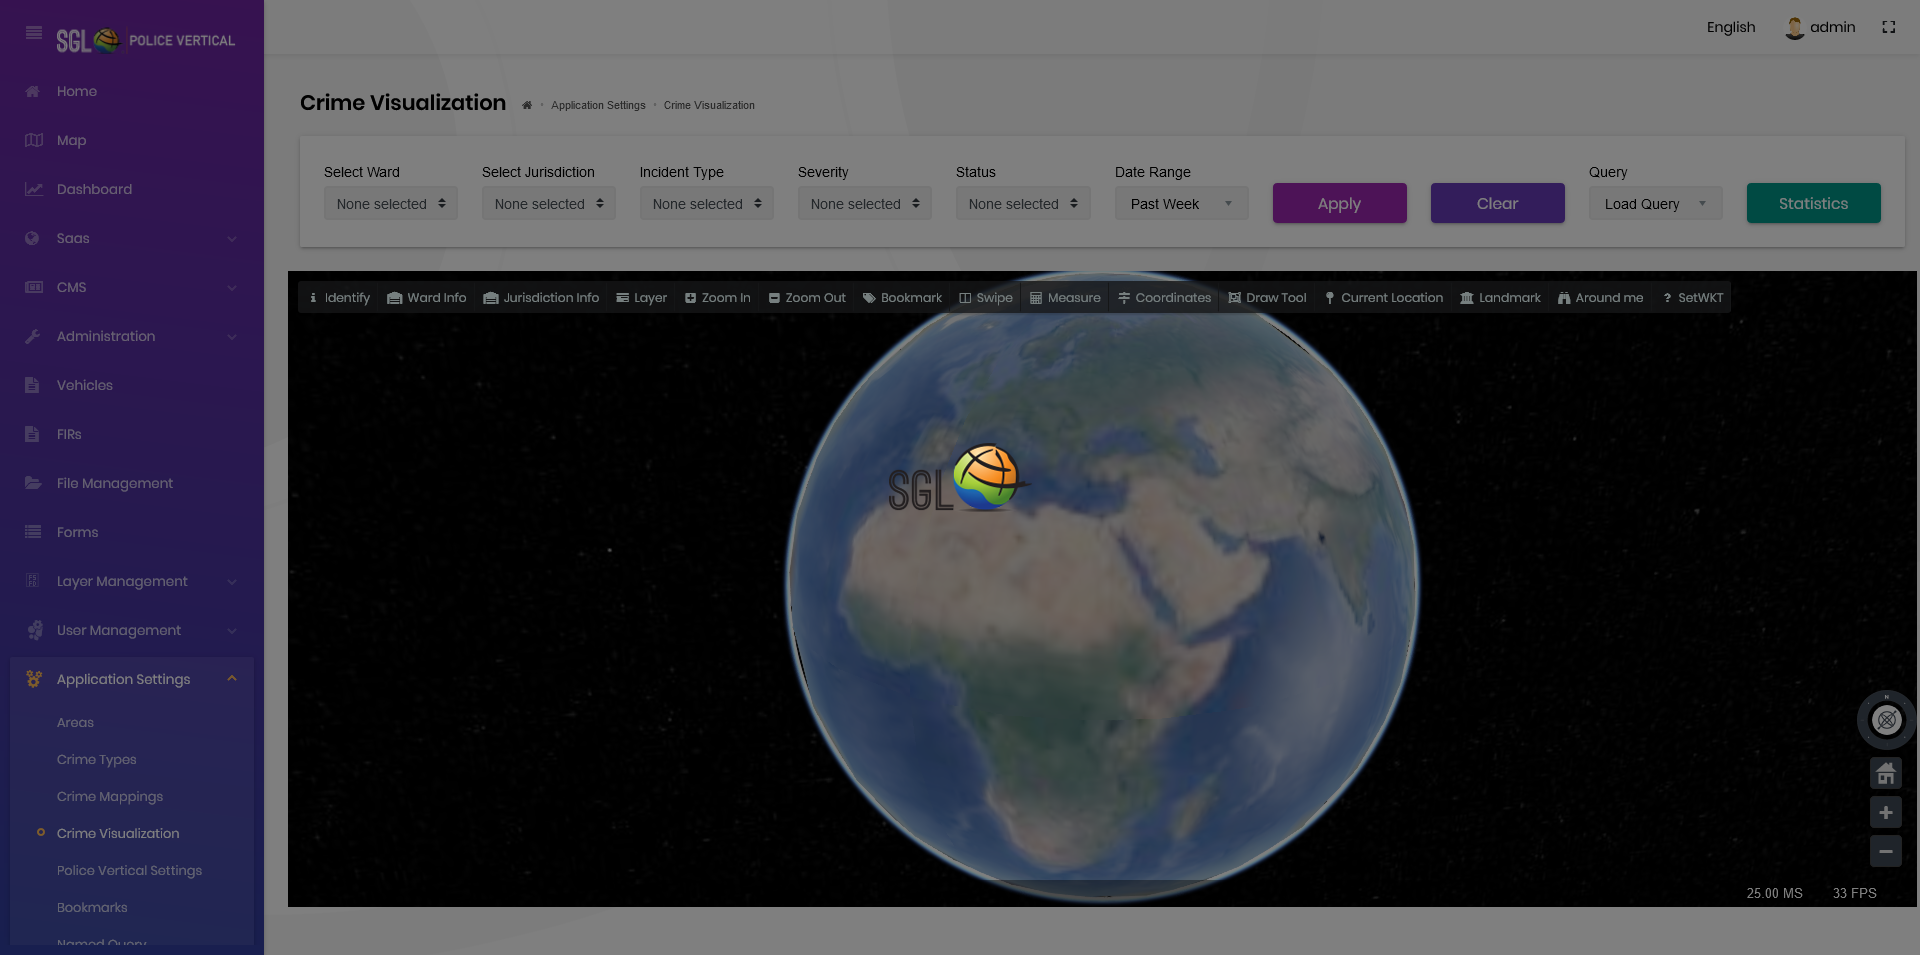 SGL POLICE VERTICAL
English
admin
Home
Map
Dashboard
Saas
CMS
Administration
Vehicles
FIRs
File Management
Forms
Layer Management
User Management
Application Settings
Areas
Crime Types
Crime Mappings
Crime Visualization
Police Vertical Settings
Bookmarks
Named Query
Crime Visualization
Application Settings
Crime Visualization
Select Ward
Select Jurisdiction
Incident Type
Severity
Status
Date Range
Query
None selected
None selected
None selected
None selected
None selected
Past Week
Apply
Clear
Load Query
Statistics
Identify
Ward Info
Jurisdiction Info
Layer
Zoom In
Zoom Out
Bookmark
Swipe
Measure
Coordinates
Draw Tool
Current Location
Landmark
Around me
? SetWKT
SGL
N
25.00 MS
33 FPS